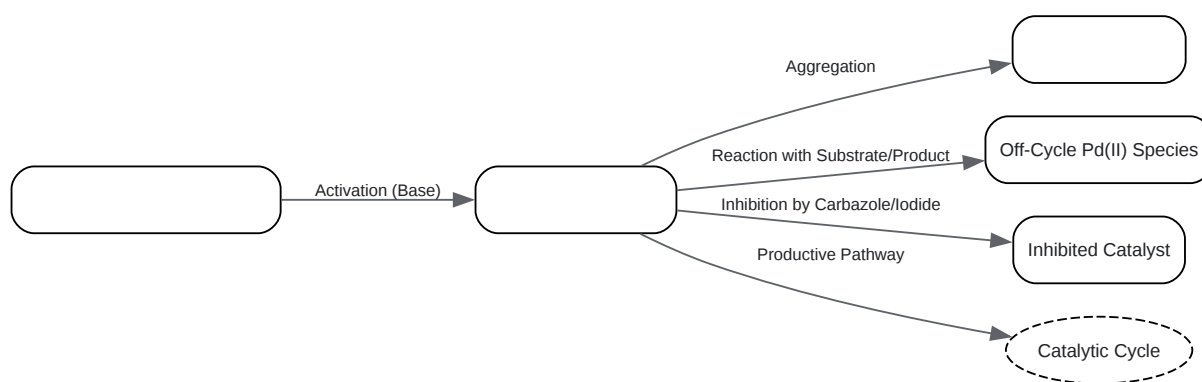 Aggregation
Reaction with Substrate/Product
Off-Cycle Pd(II) Species
Activation (Base)
Inhibition by Carbazole/Iodide
Inhibited Catalyst
Productive Pathway
Catalytic Cycle